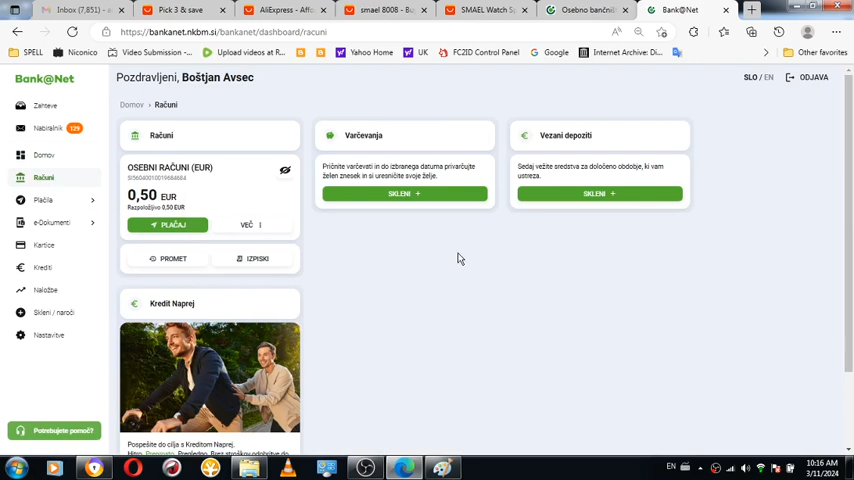 Inbox (7,851) - a
Pick 3 & save
AliExpress - Affo
smael 8008 - Bu
SMAEL Watch Sp
Osebno bančništ
Bank@Net
https://bankanet.nkbm.si/bankanet/dashboard/racuni
SPELL
Niconico
Video Submission -...
Upload videos at R...
Yahoo Home
UK
FC2ID Control Panel
Google
Internet Archive: Di...
Other favorites
Bank@Net
Pozdravljeni, Boštjan Avsec
SLO / EN
ODJAVA
Domov › Računi
Zahteve
Nabiralnik 129
Domov
Računi
Plačila
e-Dokumenti
Kartice
Krediti
Naložbe
Skleni / naroči
Nastavitve
Potrebujete pomoč?
Računi
OSEBNI RAČUNI (EUR)
0,50 EUR
Razpoložljivo 0,50 EUR
PLAČAJ
VEČ
PROMET
IZPISKI
Kredit Naprej
Pospešite do cilja s Kreditom Naprej.
Varčevanja
Pričnite varčevati in do izbranega datuma privarčujte
želen znesek in si uresničite svoje želje.
SKLENI +
Vezani depoziti
Sedaj vežite sredstva za določeno obdobje, ki vam
ustreza.
SKLENI +
EN
10:16 AM
3/11/2024